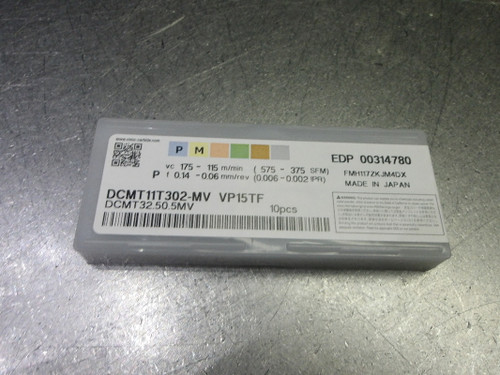 P M
EDP 00314780
vc 175 - 115 m/min ( 575 - 375 SFM)
P f 0.14 - 0.06 mm/rev (0.006 - 0.002 IPR)
FMH117ZKJM4DX
MADE IN JAPAN
DCMT11T302-MV VP15TF
DCMT32.50.5MV 10pcs